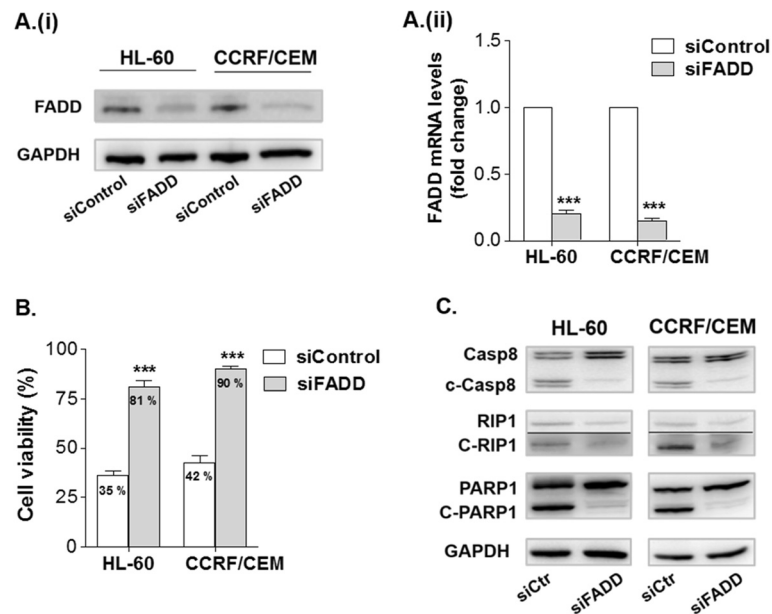 A.(i)
HL-60 CCRF/CEM
FADD
GAPDH
siControl siFADD siControl siFADD
A.(ii)
FADD mRNA levels
(fold change)
1.5
1.0
0.5
0.0
*** ***
HL-60 CCRF/CEM
siControl
siFADD
B.
Cell viability (%)
100
75
50
25
0
*** ***
35 % 81 % 42 % 90 %
HL-60 CCRF/CEM
siControl
siFADD
C.
HL-60 CCRF/CEM
Casp8
c-Casp8
RIP1
C-RIP1
PARP1
C-PARP1
GAPDH
siCtr siFADD siCtr siFADD